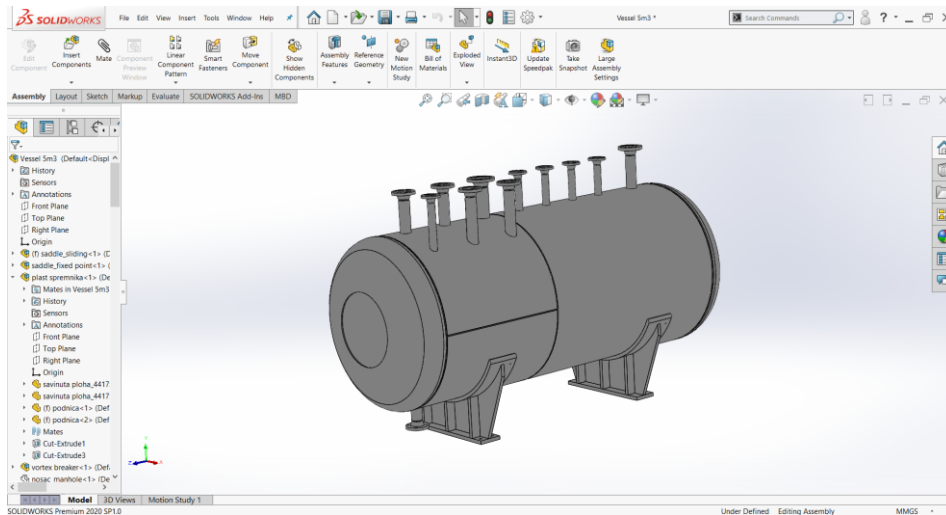 SOLIDWORKS File Edit View Insert Tools Window Help Vessel 5m3 * Search Commands ?
Edit Component
Insert Components
Mate
Component Preview Window
Linear Component Pattern
Smart Fasteners
Move Component
Show Hidden Components
Assembly Features
Reference Geometry
New Motion Study
Bill of Materials
Exploded View
Instant3D
Update Speedpak
Take Snapshot
Large Assembly Settings
Assembly Layout Sketch Markup Evaluate SOLIDWORKS Add-Ins MBD
Vessel 5m3 (Default<Displ
History
Sensors
Annotations
Front Plane
Top Plane
Right Plane
Origin
(f) saddle_sliding<1> (D
saddle_fixed point<1> (
plast spremnika<1> (De
Mates in Vessel 5m3
History
Sensors
Annotations
Front Plane
Top Plane
Right Plane
Origin
savinuta ploha_4417
savinuta ploha_4417
(f) podnica<1> (Def
(f) podnica<2> (Def
Mates
Cut-Extrude1
Cut-Extrude3
vortex breaker<1> (Def
nosac manhole<1> (De
Model 3D Views Motion Study 1
SOLIDWORKS Premium 2020 SP1.0 Under Defined Editing Assembly MMGS